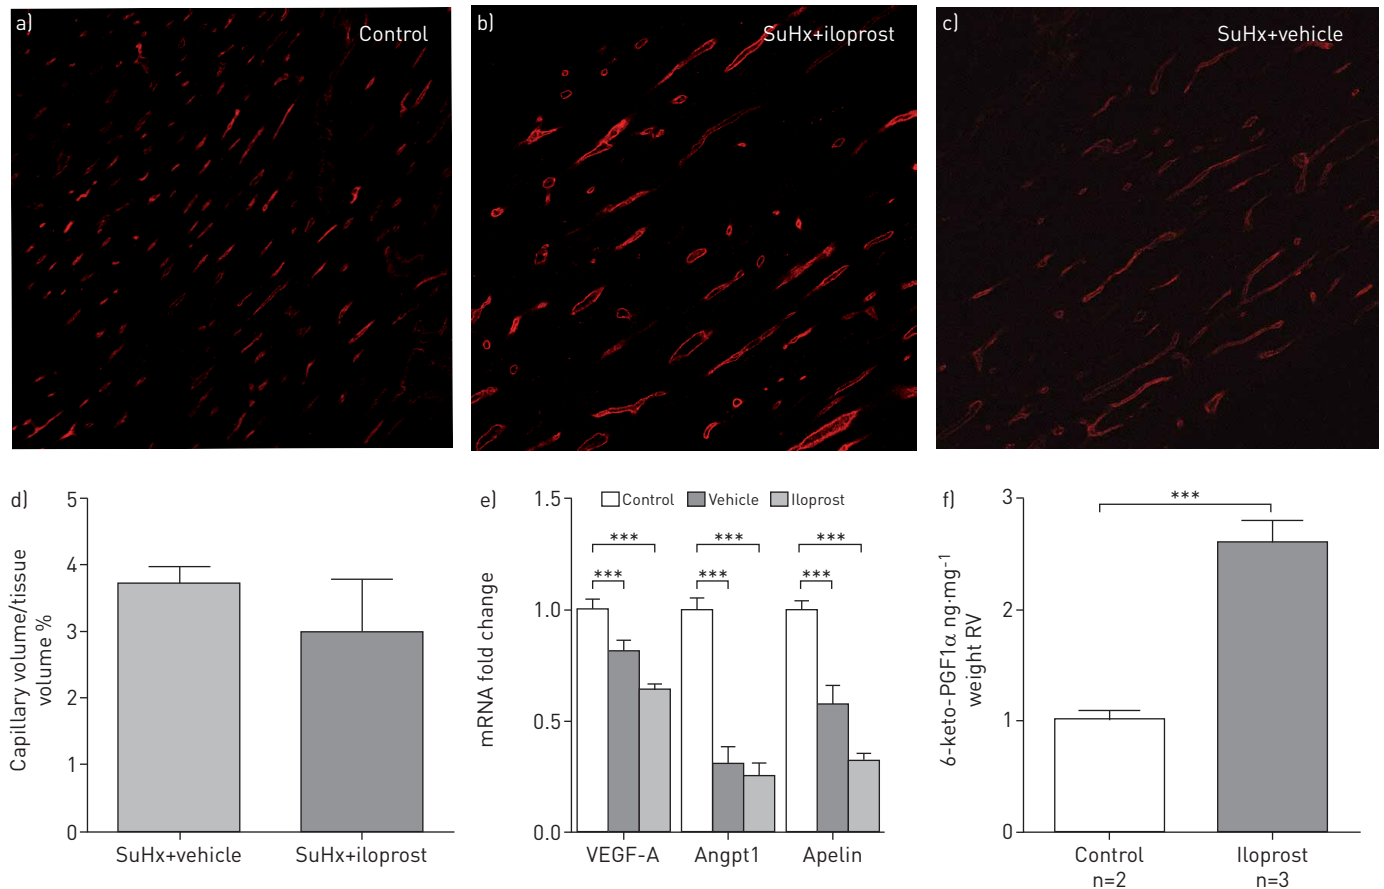 a)
Control
b)
SuHx+iloprost
c)
SuHx+vehicle
d)
Capillary volume/tissue
volume %
5
4
3
2
1
0
SuHx+vehicle
SuHx+iloprost
e)
mRNA fold change
1.5
1.0
0.5
0.0
Control
Vehicle
Iloprost
***
***
***
***
***
***
VEGF-A
Angpt1
Apelin
f)
6-keto-PGF1α ng·mg⁻¹
weight RV
3
2
1
0
***
Control
n=2
Iloprost
n=3